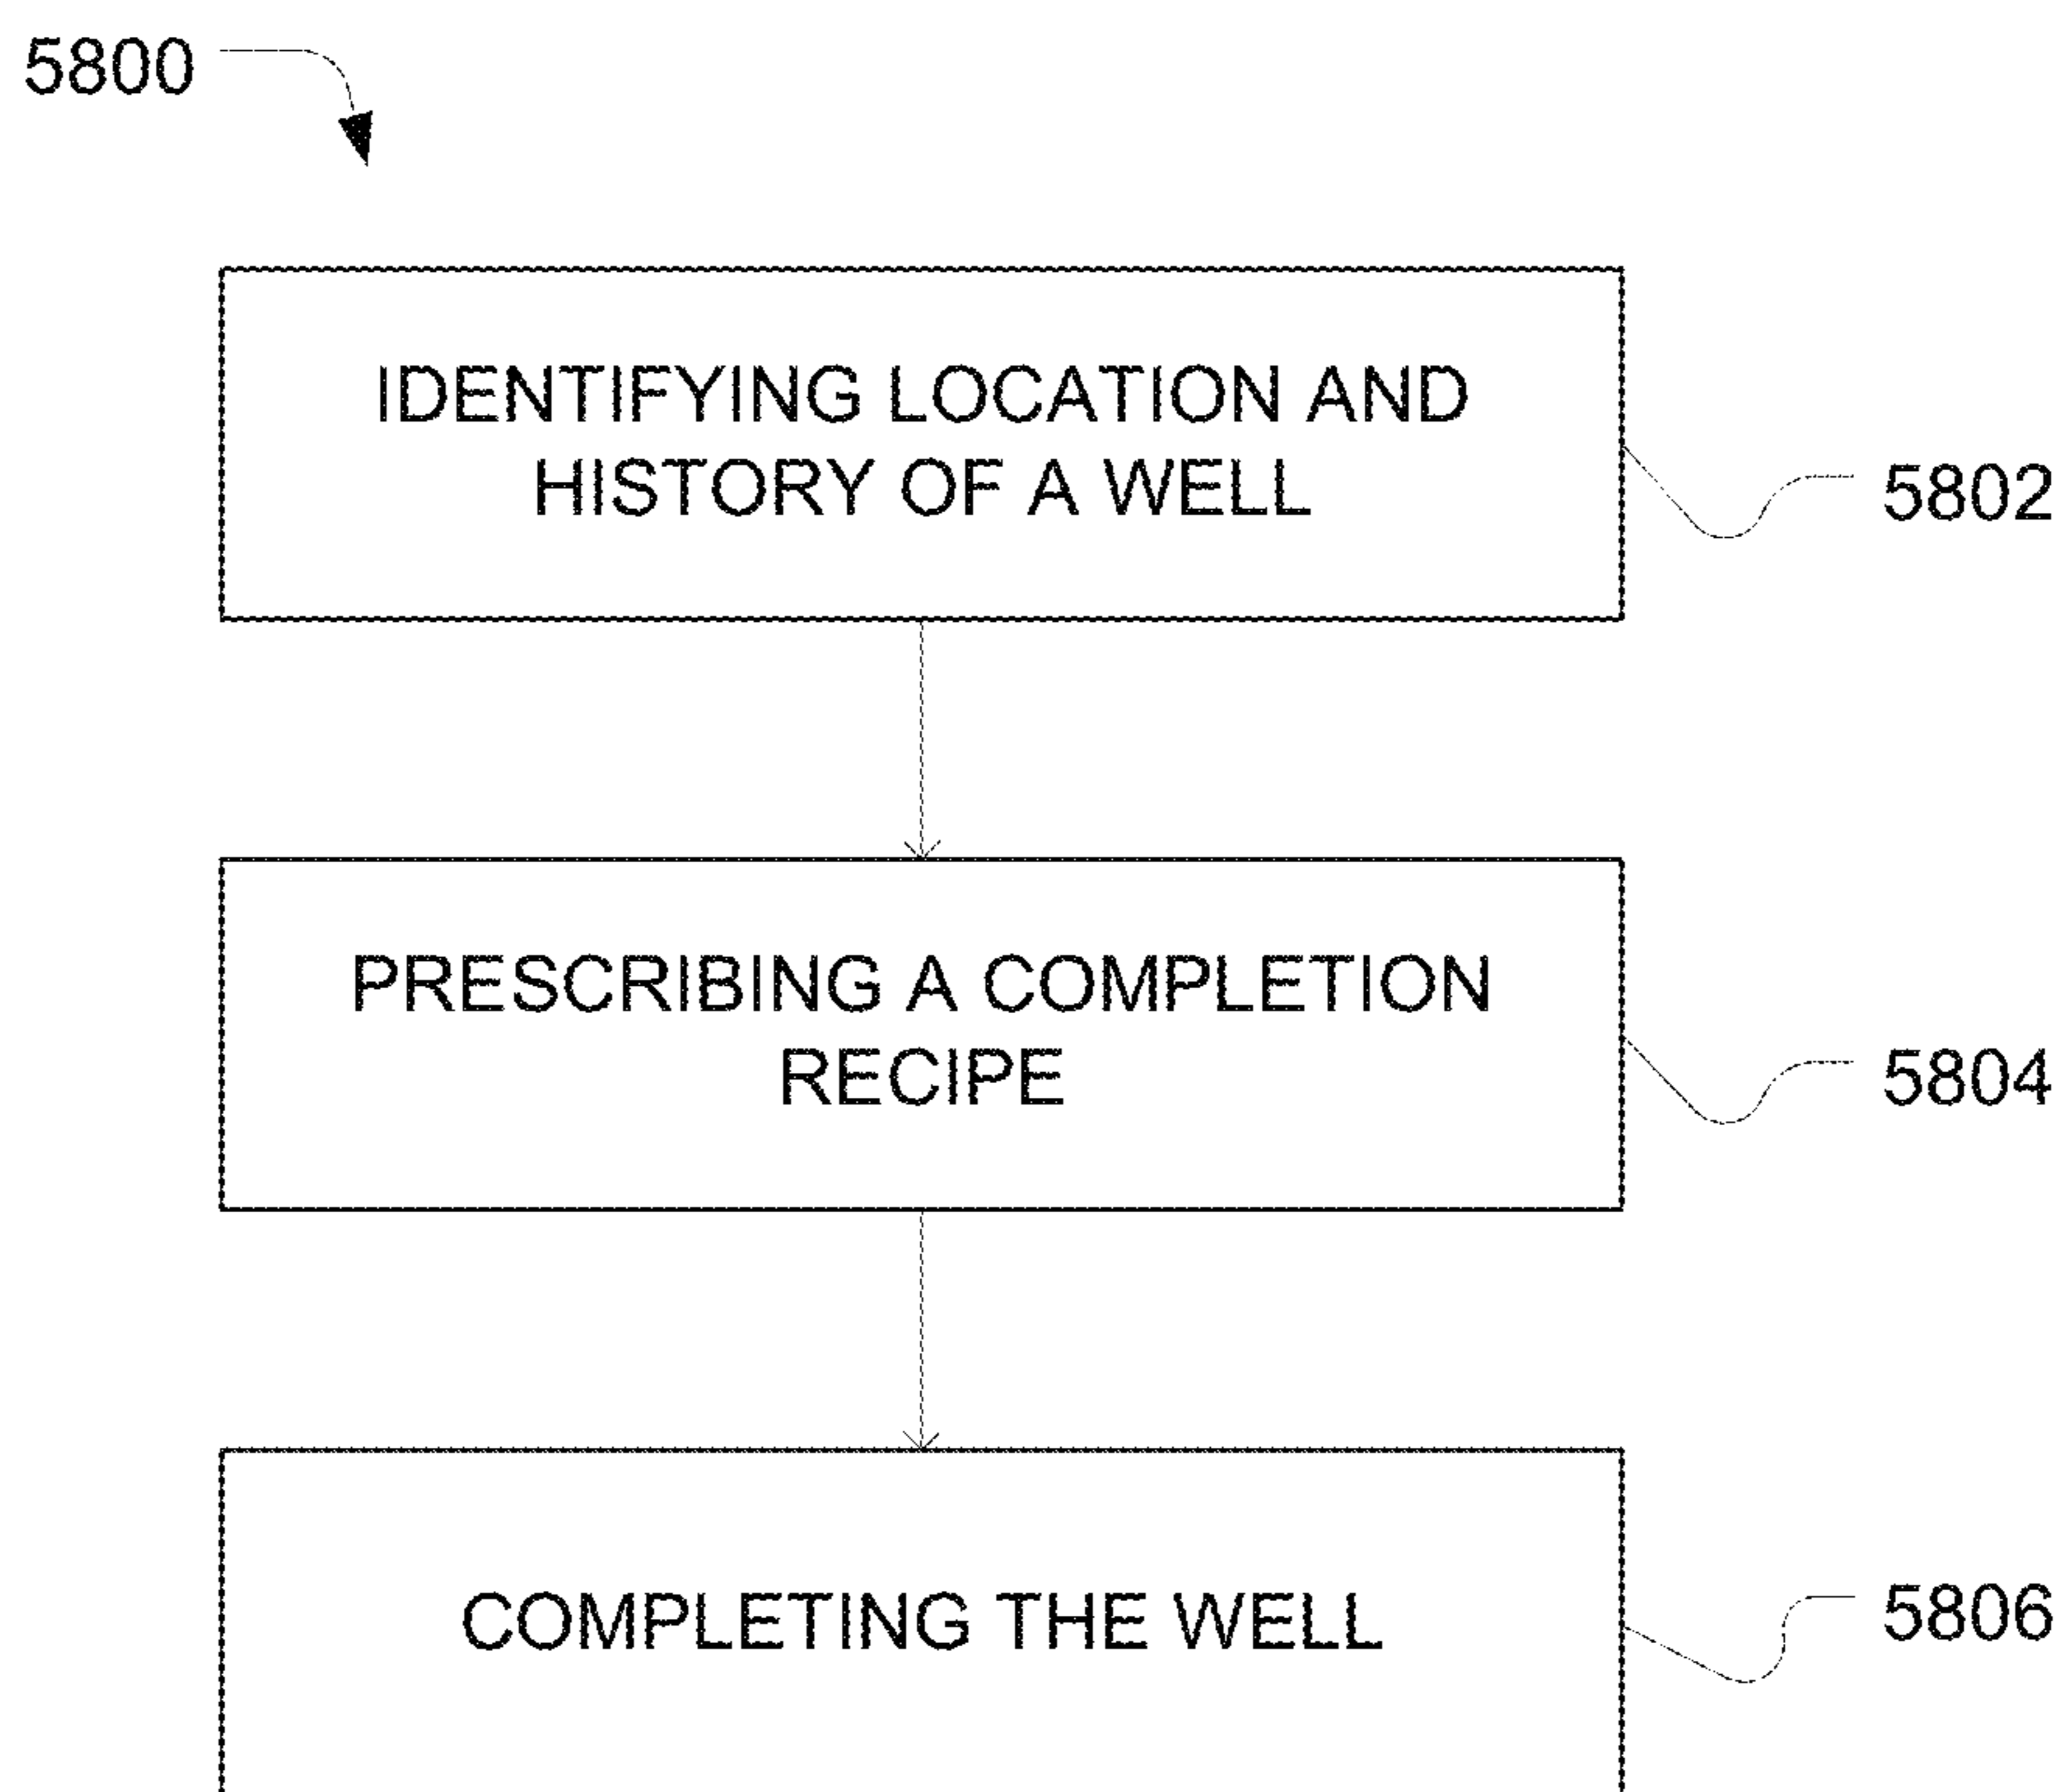 5800
IDENTIFYING LOCATION AND
HISTORY OF A WELL
5802
PRESCRIBING A COMPLETION
RECIPE
5804
COMPLETING THE WELL
5806